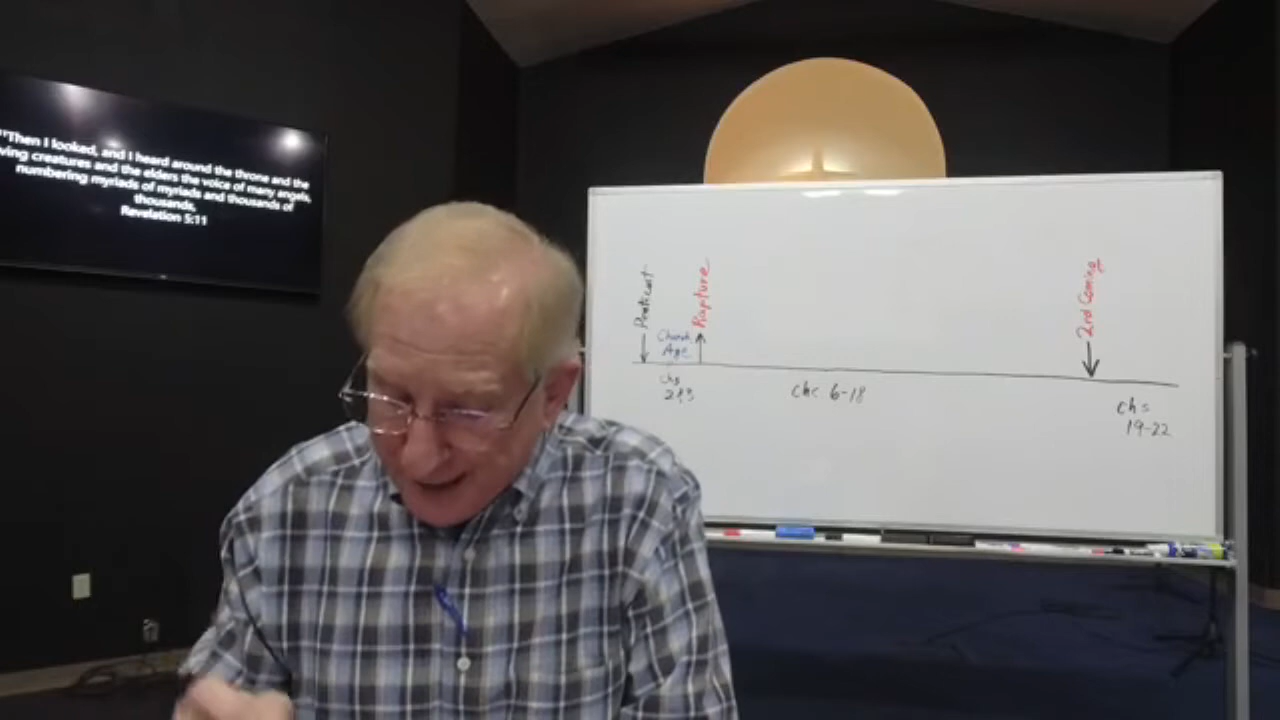 "Then I looked, and I heard around the throne and the
ving creatures and the elders the voice of many angels,
numbering myriads of myriads and thousands of
thousands,
Revelation 5:11
Rapture
Church
Age
2nd Coming
Chs
2&3
Chs 6-18
Chs
19-22